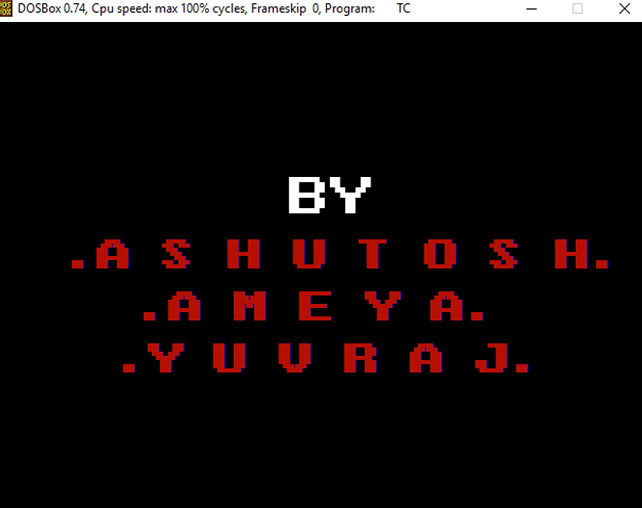 DOSBox 0.74, Cpu speed: max 100% cycles, Frameskip 0, Program: TC
BY
.A S H U T O S H.
.A M E Y A.
.Y U V R A J.